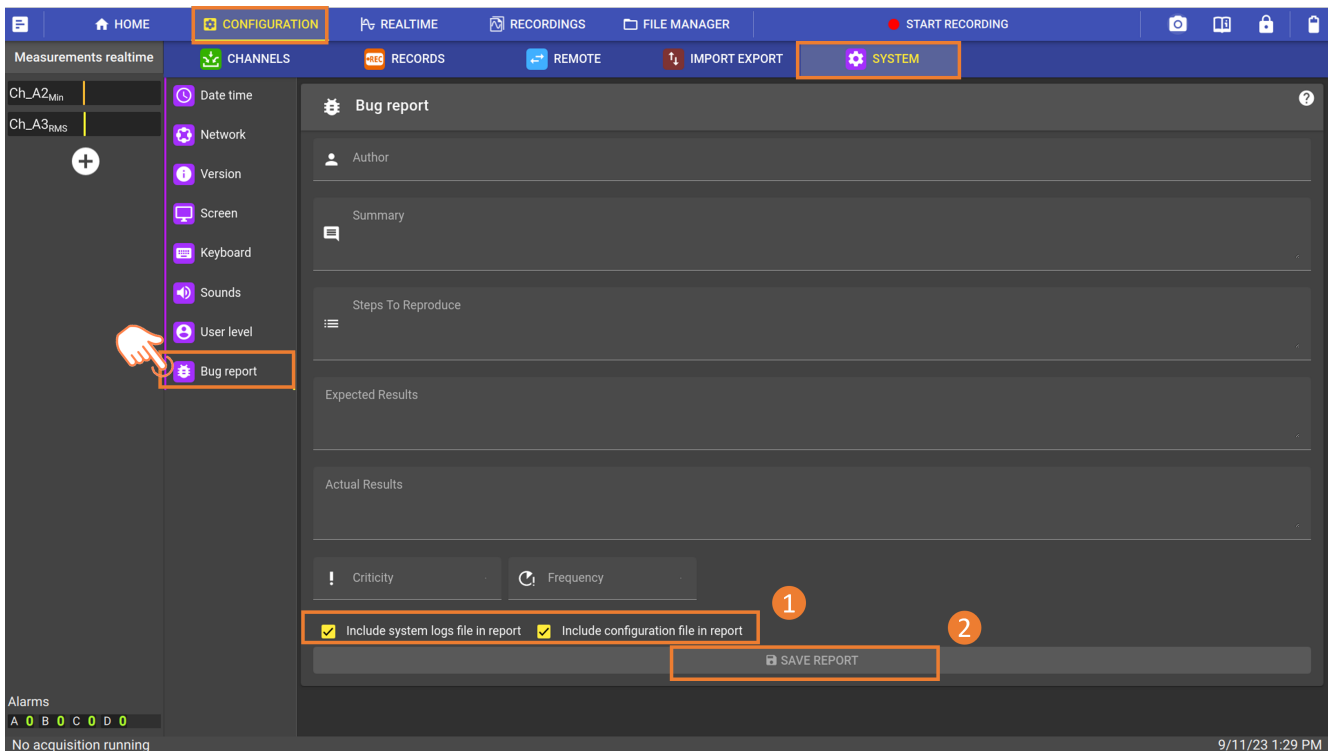 HOME CONFIGURATION REALTIME RECORDINGS FILE MANAGER START RECORDING
Measurements realtime CHANNELS REC RECORDS REMOTE IMPORT EXPORT SYSTEM
Ch_A2Min
Ch_A3RMS
Date time
Network
Version
Screen
Keyboard
Sounds
User level
Bug report
Bug report
Author
Summary
Steps To Reproduce
Expected Results
Actual Results
Criticity Frequency
1
Include system logs file in report Include configuration file in report
2
SAVE REPORT
Alarms
A 0 B 0 C 0 D 0
No acquisition running 9/11/23 1:29 PM